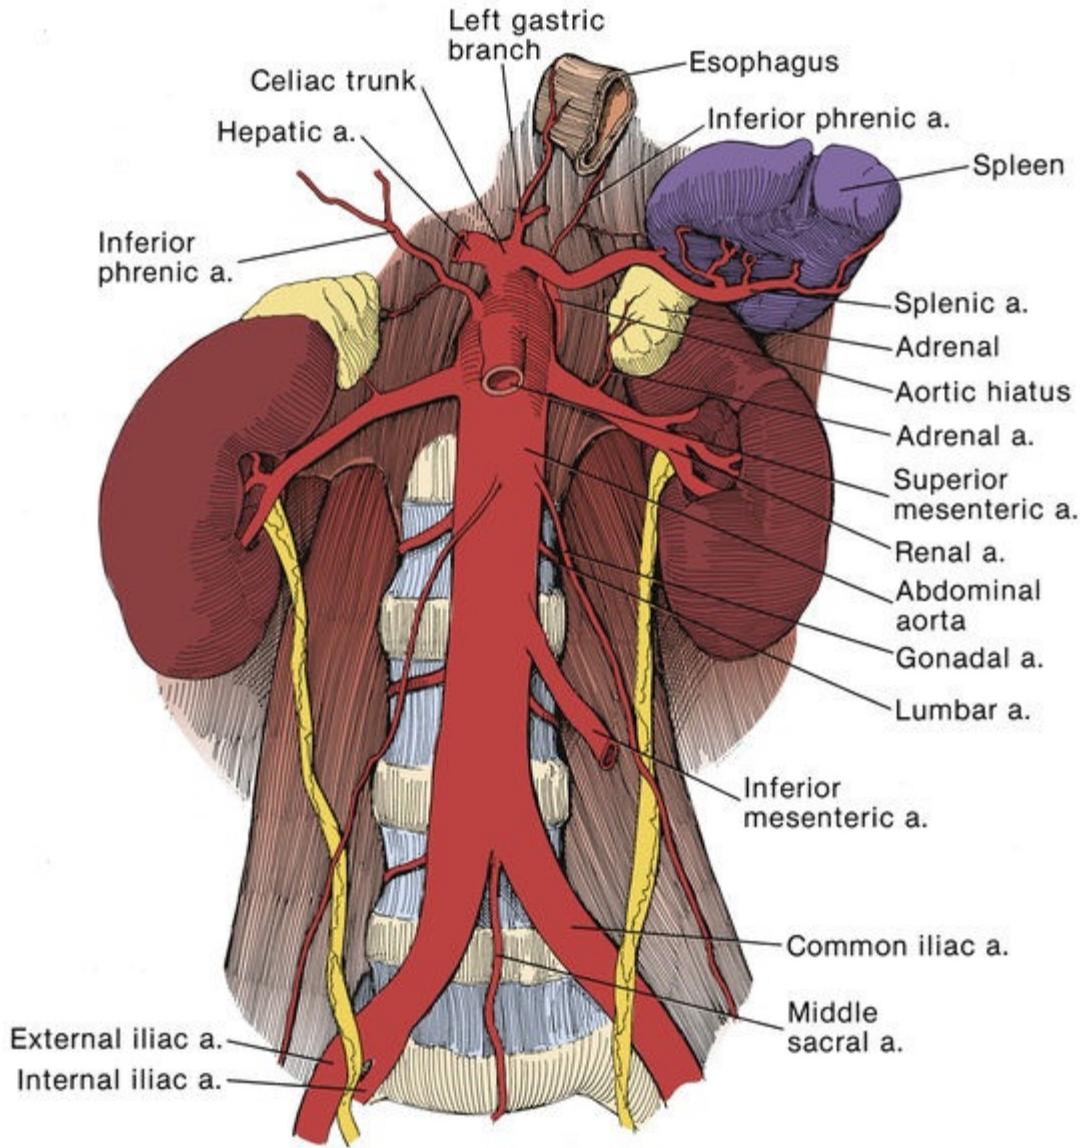 Left gastric
branch
Esophagus
Celiac trunk
Inferior phrenic a.
Hepatic a.
Spleen
Inferior
phrenic a.
Splenic a.
Adrenal
Aortic hiatus
Adrenal a.
Superior
mesenteric a.
Renal a.
Abdominal
aorta
Gonadal a.
Lumbar a.
Inferior
mesenteric a.
Common iliac a.
Middle
sacral a.
External iliac a.
Internal iliac a.